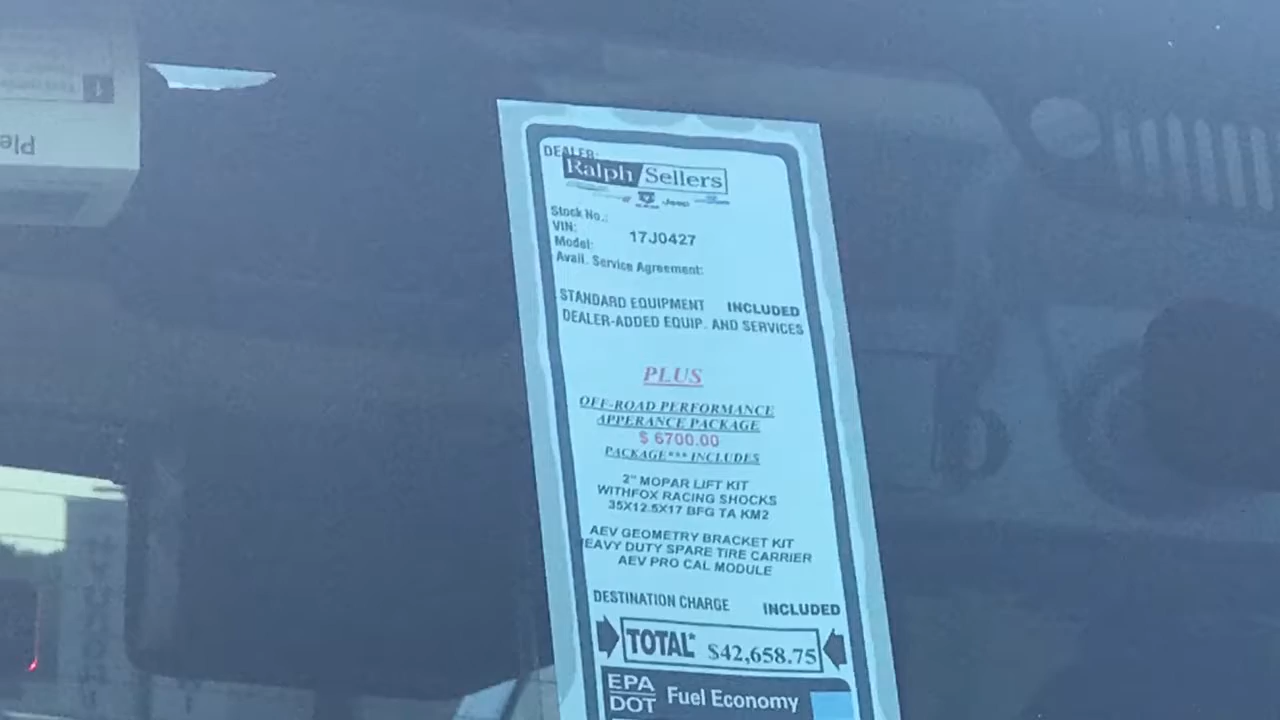 DEALER:
Ralph Sellers
Jeep
Stock No.:
VIN: 17J0427
Model:
Avail. Service Agreement:
STANDARD EQUIPMENT INCLUDED
DEALER-ADDED EQUIP. AND SERVICES
PLUS
OFF-ROAD PERFORMANCE
APPERANCE PACKAGE
$ 6700.00
PACKAGE*** INCLUDES
2" MOPAR LIFT KIT
WITHFOX RACING SHOCKS
35X12.5X17 BFG TA KM2
AEV GEOMETRY BRACKET KIT
EAVY DUTY SPARE TIRE CARRIER
AEV PRO CAL MODULE
DESTINATION CHARGE INCLUDED
TOTAL* $42,658.75
EPA
DOT Fuel Economy
1
Ple